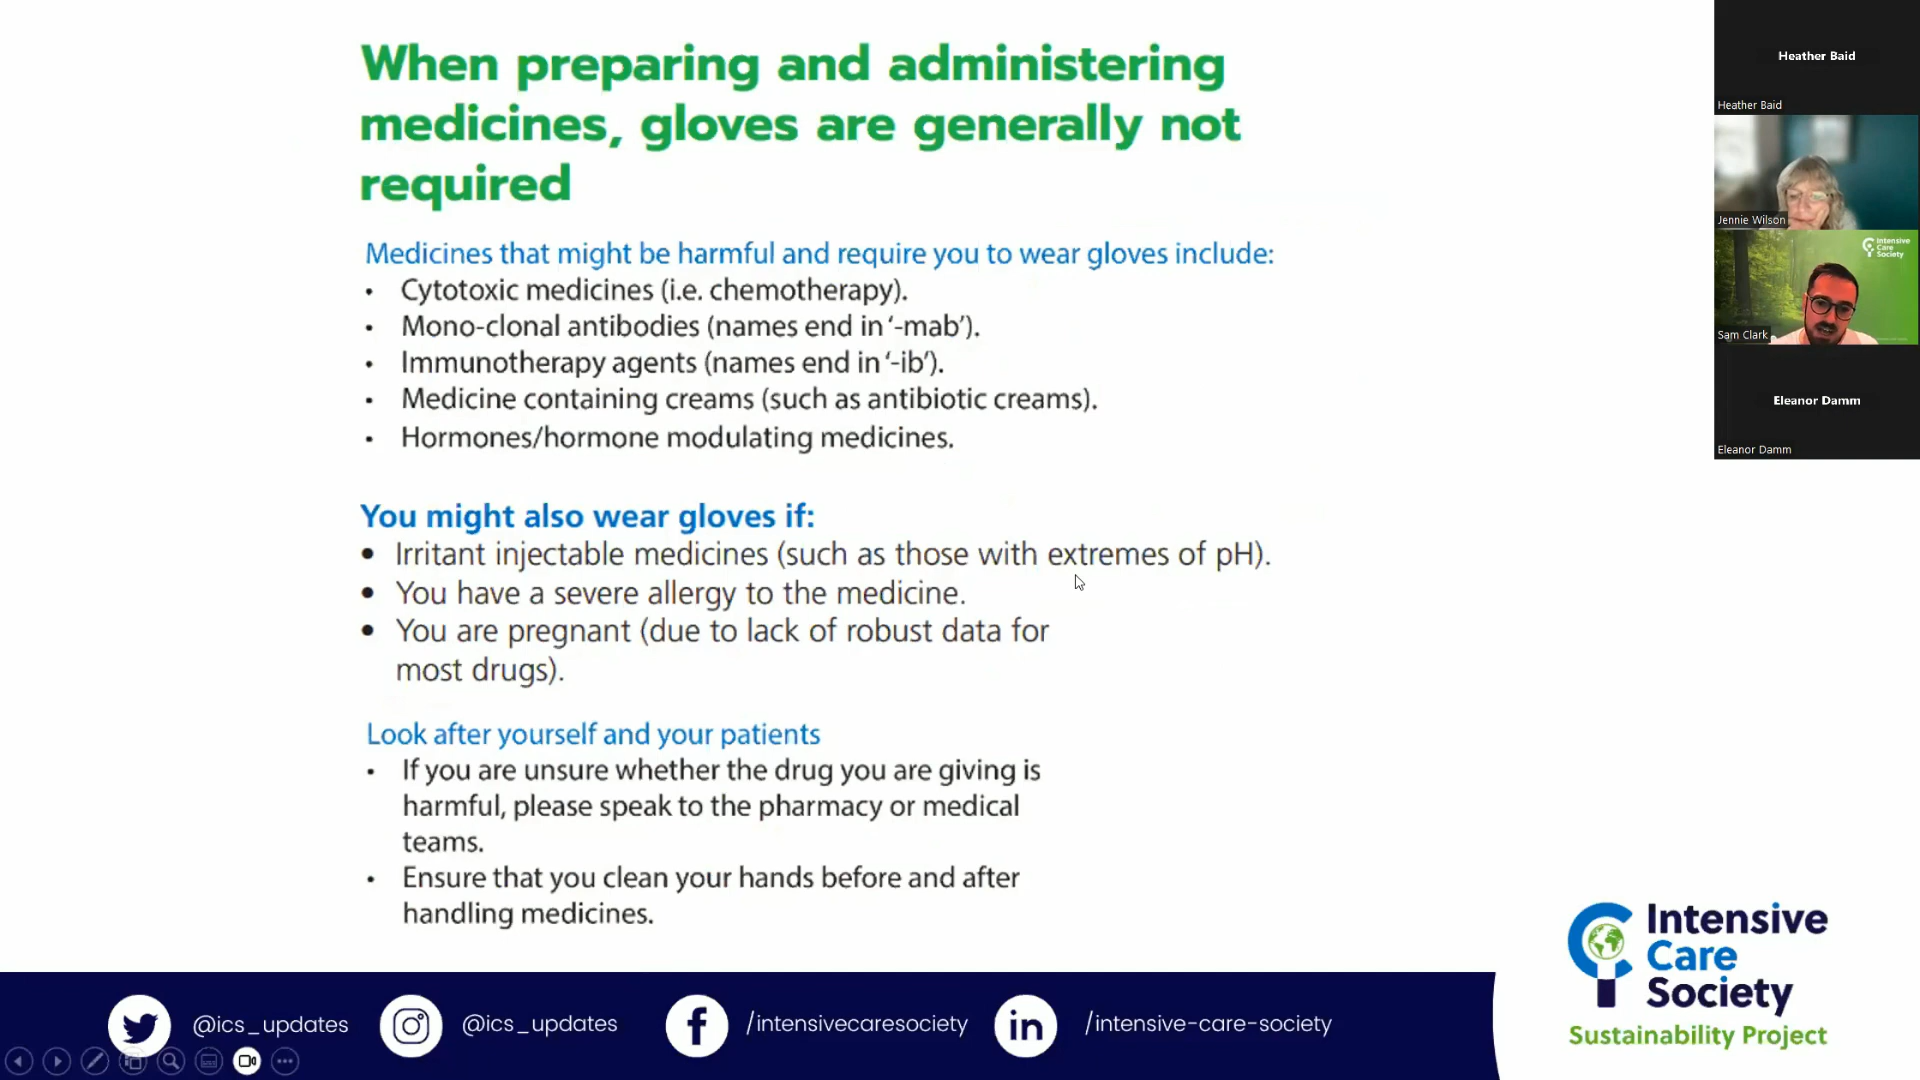 When preparing and administering
medicines, gloves are generally not
required
Medicines that might be harmful and require you to wear gloves include:
• Cytotoxic medicines (i.e. chemotherapy).
• Mono-clonal antibodies (names end in ‘-mab’).
• Immunotherapy agents (names end in ‘-ib’).
• Medicine containing creams (such as antibiotic creams).
• Hormones/hormone modulating medicines.
You might also wear gloves if:
• Irritant injectable medicines (such as those with extremes of pH).
• You have a severe allergy to the medicine.
• You are pregnant (due to lack of robust data for
most drugs).
Look after yourself and your patients
• If you are unsure whether the drug you are giving is
harmful, please speak to the pharmacy or medical
teams.
• Ensure that you clean your hands before and after
handling medicines.
@ics_updates
@ics_updates
/intensivecaresociety
/intensive-care-society
Intensive
Care
Society
Sustainability Project
Heather Baid
Heather Baid
Jennie Wilson
Intensive
Care
Society
Sam Clark
Eleanor Damm
Eleanor Damm